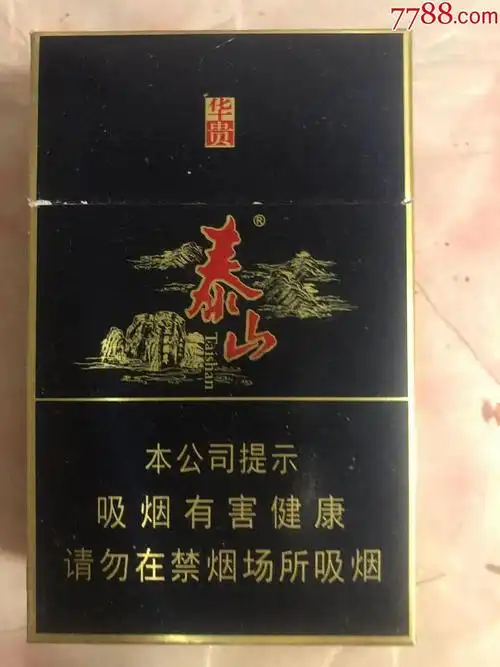 7788.com
华贵
泰山®
Taishan
本公司提示
吸烟有害健康
请勿在禁烟场所吸烟